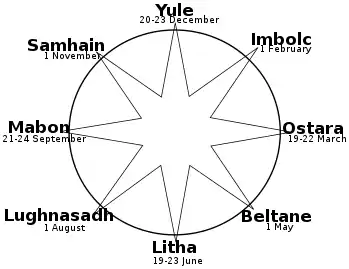 Yule
20-23 December
Imbolc
1 February
Samhain
1 November
Ostara
19-22 March
Mabon
21-24 September
Beltane
1 May
Lughnasadh
1 August
Litha
19-23 June